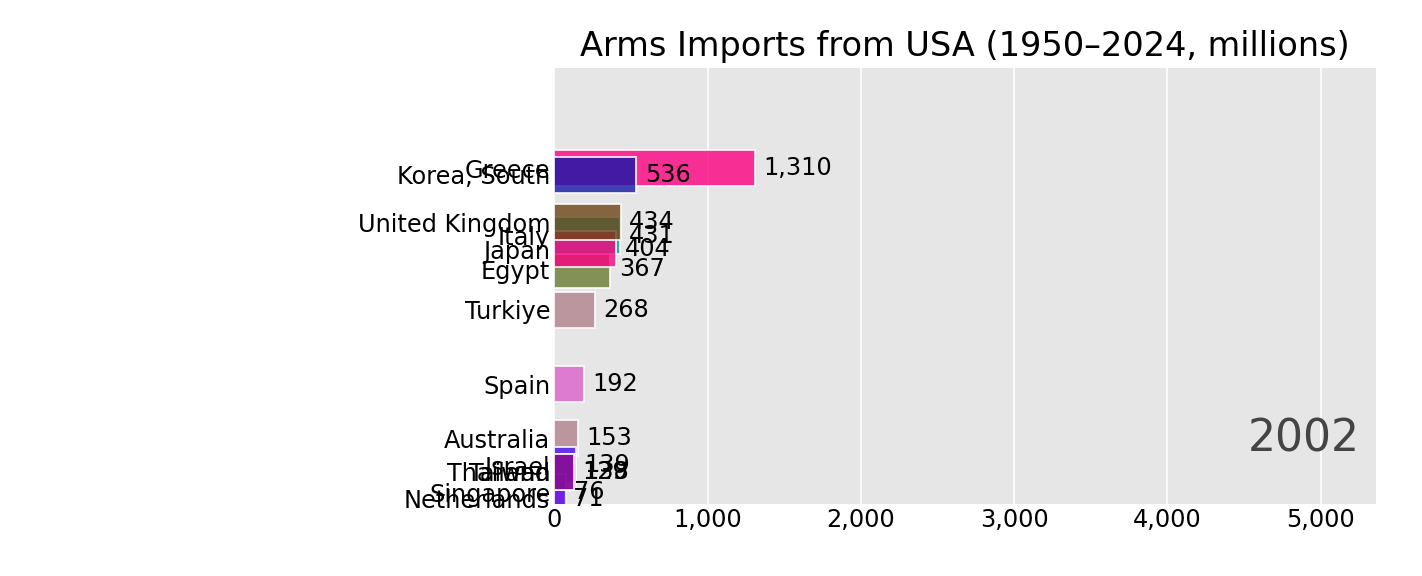 Arms Imports from USA (1950–2024, millions)
Greece 1,310
Korea, South 536
United Kingdom 434
Italy 431
Japan 404
Egypt 367
Turkiye 268
Spain 192
Australia 153
Israel 139
Thailand
Taiwan
Singapore 76
Netherlands 71
2002
0 1,000 2,000 3,000 4,000 5,000